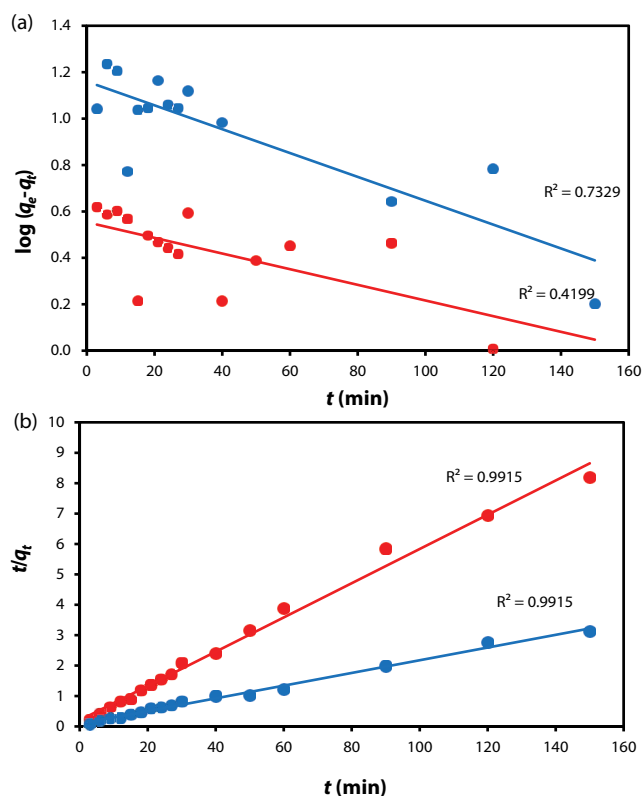 (a)
1.4
1.2
1.0
0.8
0.6
0.4
0.2
0.0
log (qe-qt)
R² = 0.7329
R² = 0.4199
0 20 40 60 80 100 120 140 160
t (min)
(b)
10
9
8
7
6
5
4
3
2
1
0
t/qt
R² = 0.9915
R² = 0.9915
0 20 40 60 80 100 120 140 160
t (min)